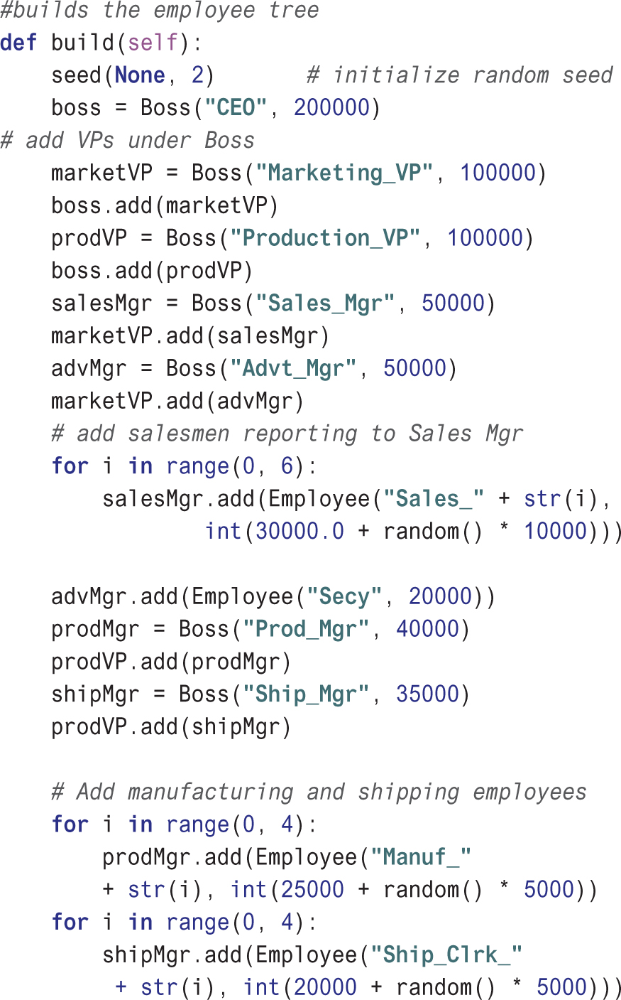 #builds the employee tree
def build(self):
    seed(None, 2)       # initialize random seed
    boss = Boss("CEO", 200000)
# add VPs under Boss
    marketVP = Boss("Marketing_VP", 100000)
    boss.add(marketVP)
    prodVP = Boss("Production_VP", 100000)
    boss.add(prodVP)
    salesMgr = Boss("Sales_Mgr", 50000)
    marketVP.add(salesMgr)
    advMgr = Boss("Advt_Mgr", 50000)
    marketVP.add(advMgr)
    # add salesmen reporting to Sales Mgr
    for i in range(0, 6):
        salesMgr.add(Employee("Sales_" + str(i),
                int(30000.0 + random() * 10000)))

    advMgr.add(Employee("Secy", 20000))
    prodMgr = Boss("Prod_Mgr", 40000)
    prodVP.add(prodMgr)
    shipMgr = Boss("Ship_Mgr", 35000)
    prodVP.add(shipMgr)

    # Add manufacturing and shipping employees
    for i in range(0, 4):
        prodMgr.add(Employee("Manuf_"
        + str(i), int(25000 + random() * 5000))
    for i in range(0, 4):
        shipMgr.add(Employee("Ship_Clrk_"
         + str(i), int(20000 + random() * 5000)))